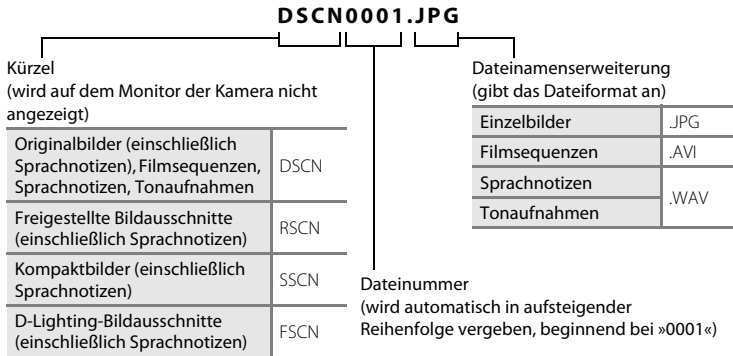 DSCN0001.JPG
Kürzel
(wird auf dem Monitor der Kamera nicht
angezeigt)
Originalbilder (einschließlich
Sprachnotizen), Filmsequenzen,
Sprachnotizen, Tonaufnahmen
DSCN
Freigestellte Bildausschnitte
(einschließlich Sprachnotizen)
RSCN
Kompaktbilder (einschließlich
Sprachnotizen)
SSCN
D-Lighting-Bildausschnitte
(einschließlich Sprachnotizen)
FSCN
Dateinamenserweiterung
(gibt das Dateiformat an)
Einzelbilder
.JPG
Filmsequenzen
.AVI
Sprachnotizen
Tonaufnahmen
.WAV
Dateinummer
(wird automatisch in aufsteigender
Reihenfolge vergeben, beginnend bei »0001«)